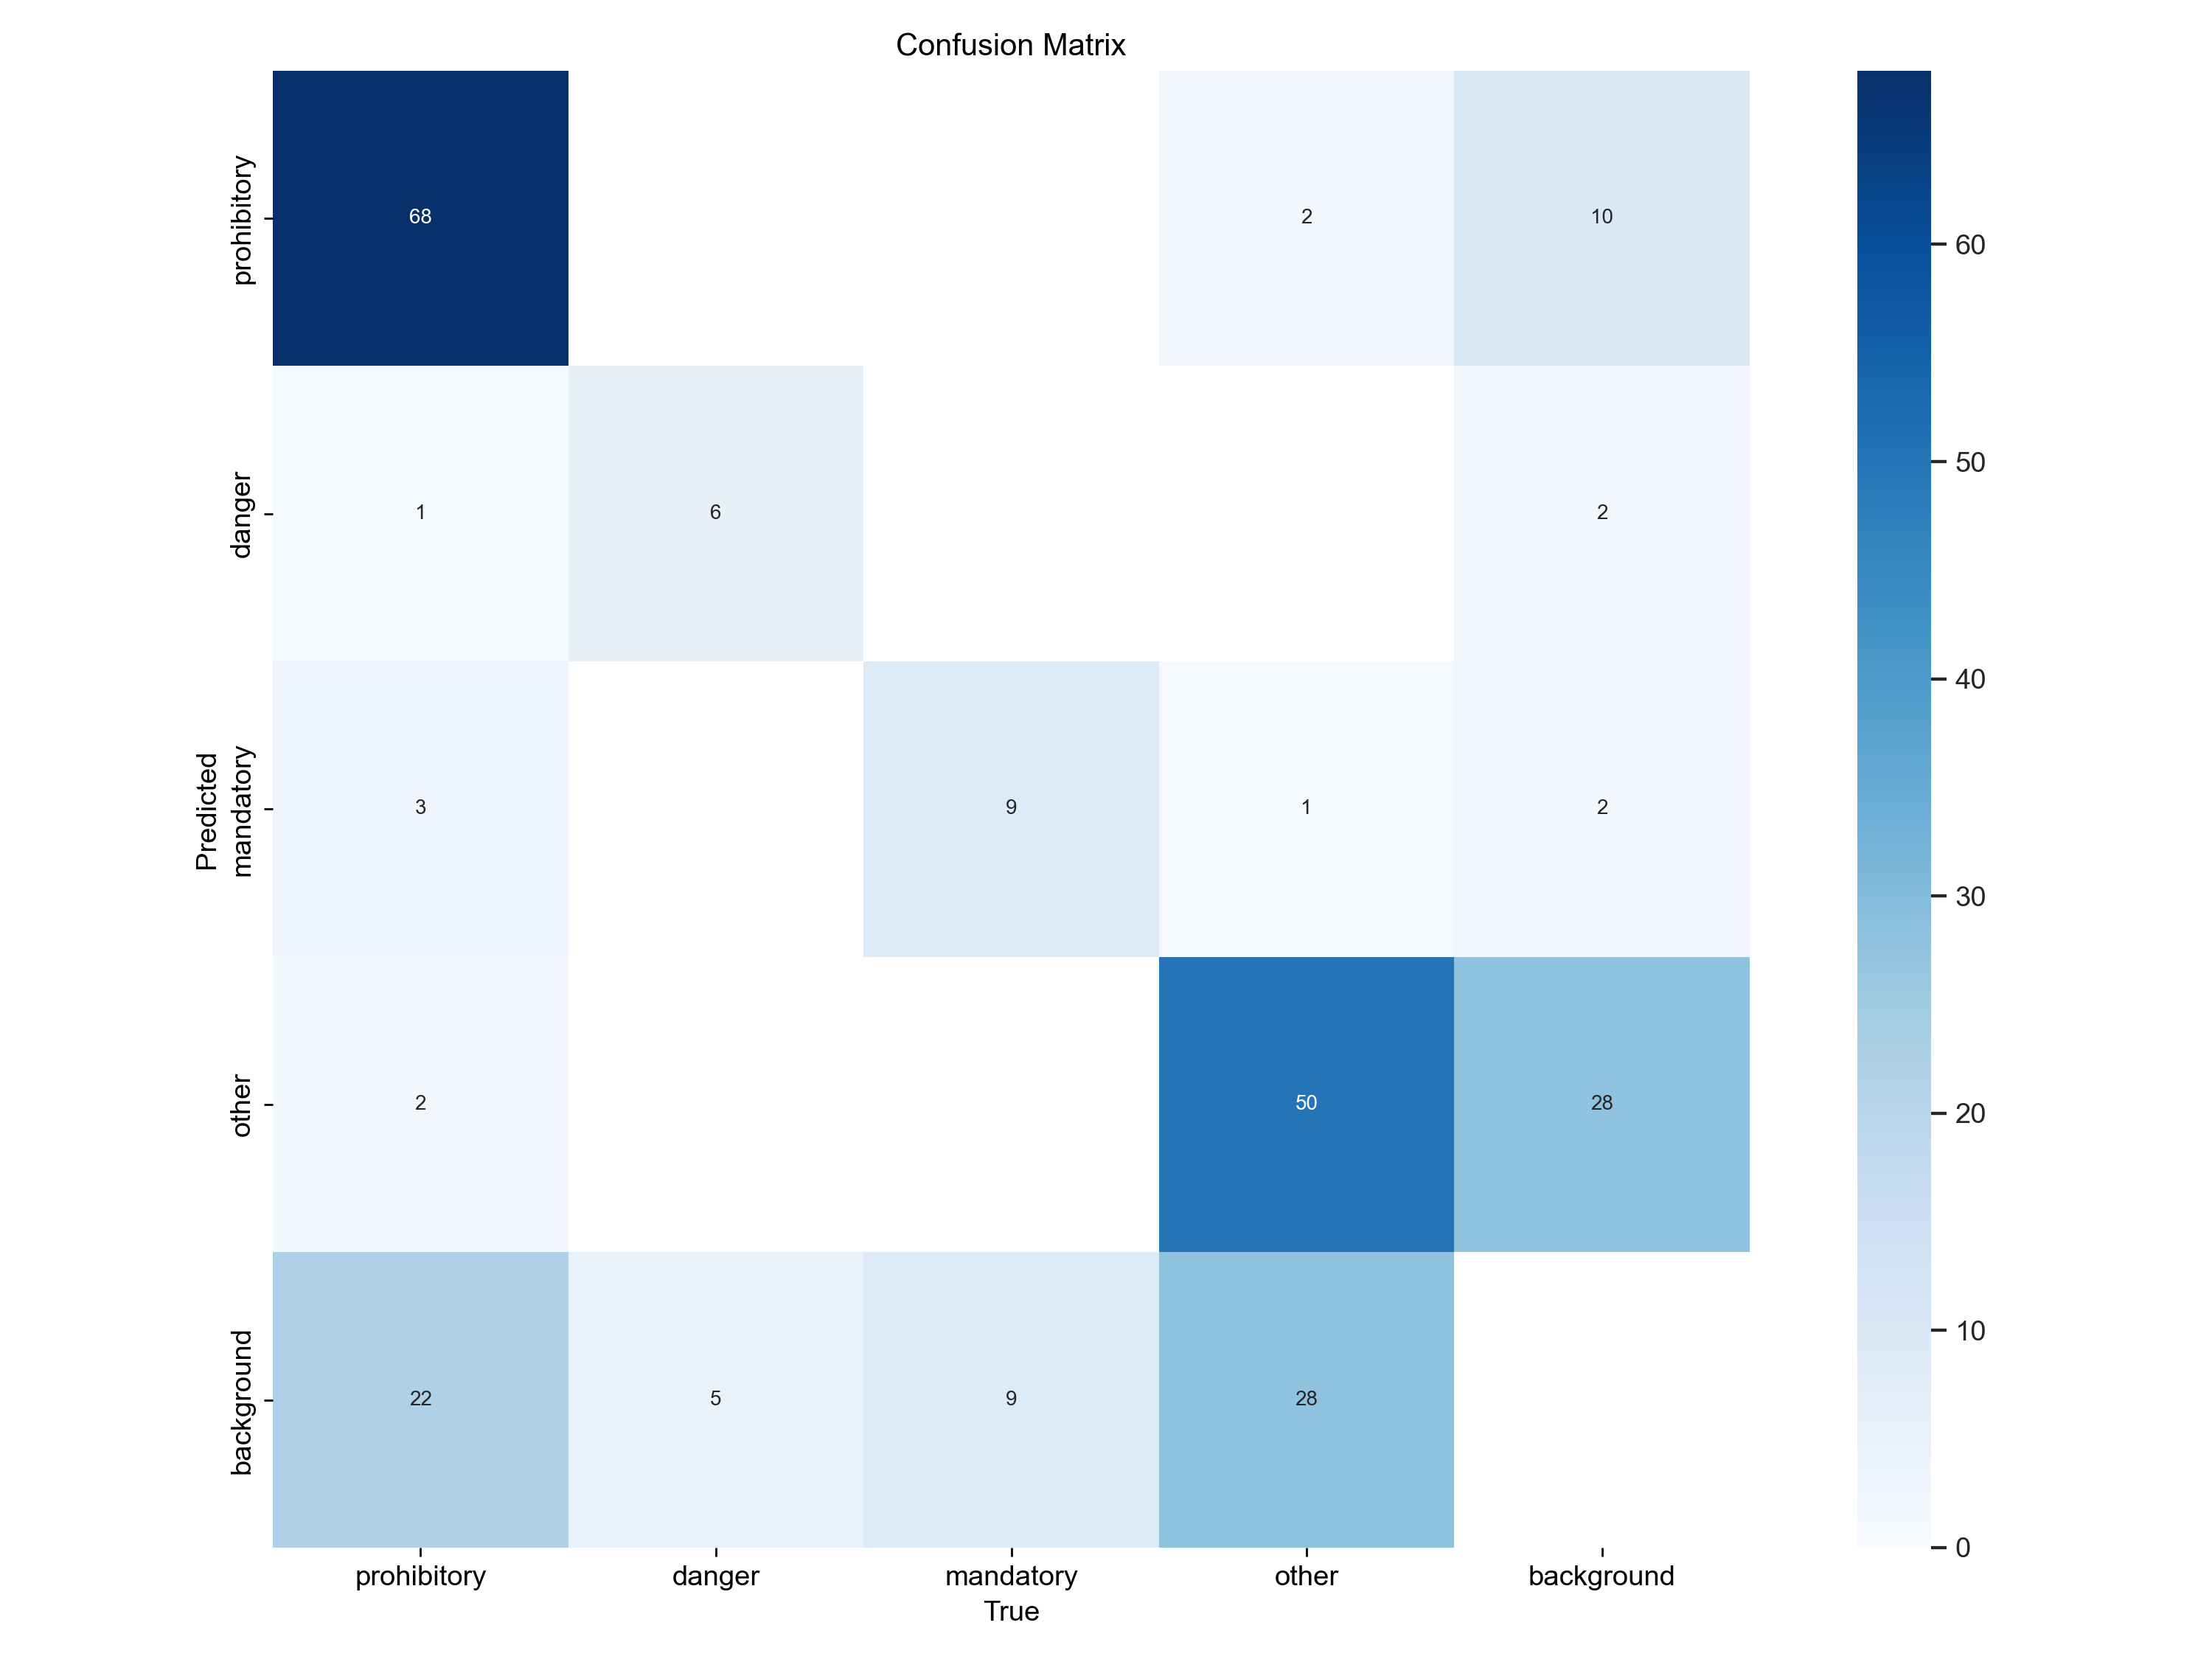 Confusion Matrix
prohibitory
68
2
10
60
danger
1
6
2
50
40
Predicted
mandatory
3
9
1
2
30
other
2
50
28
20
10
background
22
5
9
28
0
prohibitory
danger
mandatory
other
background
True